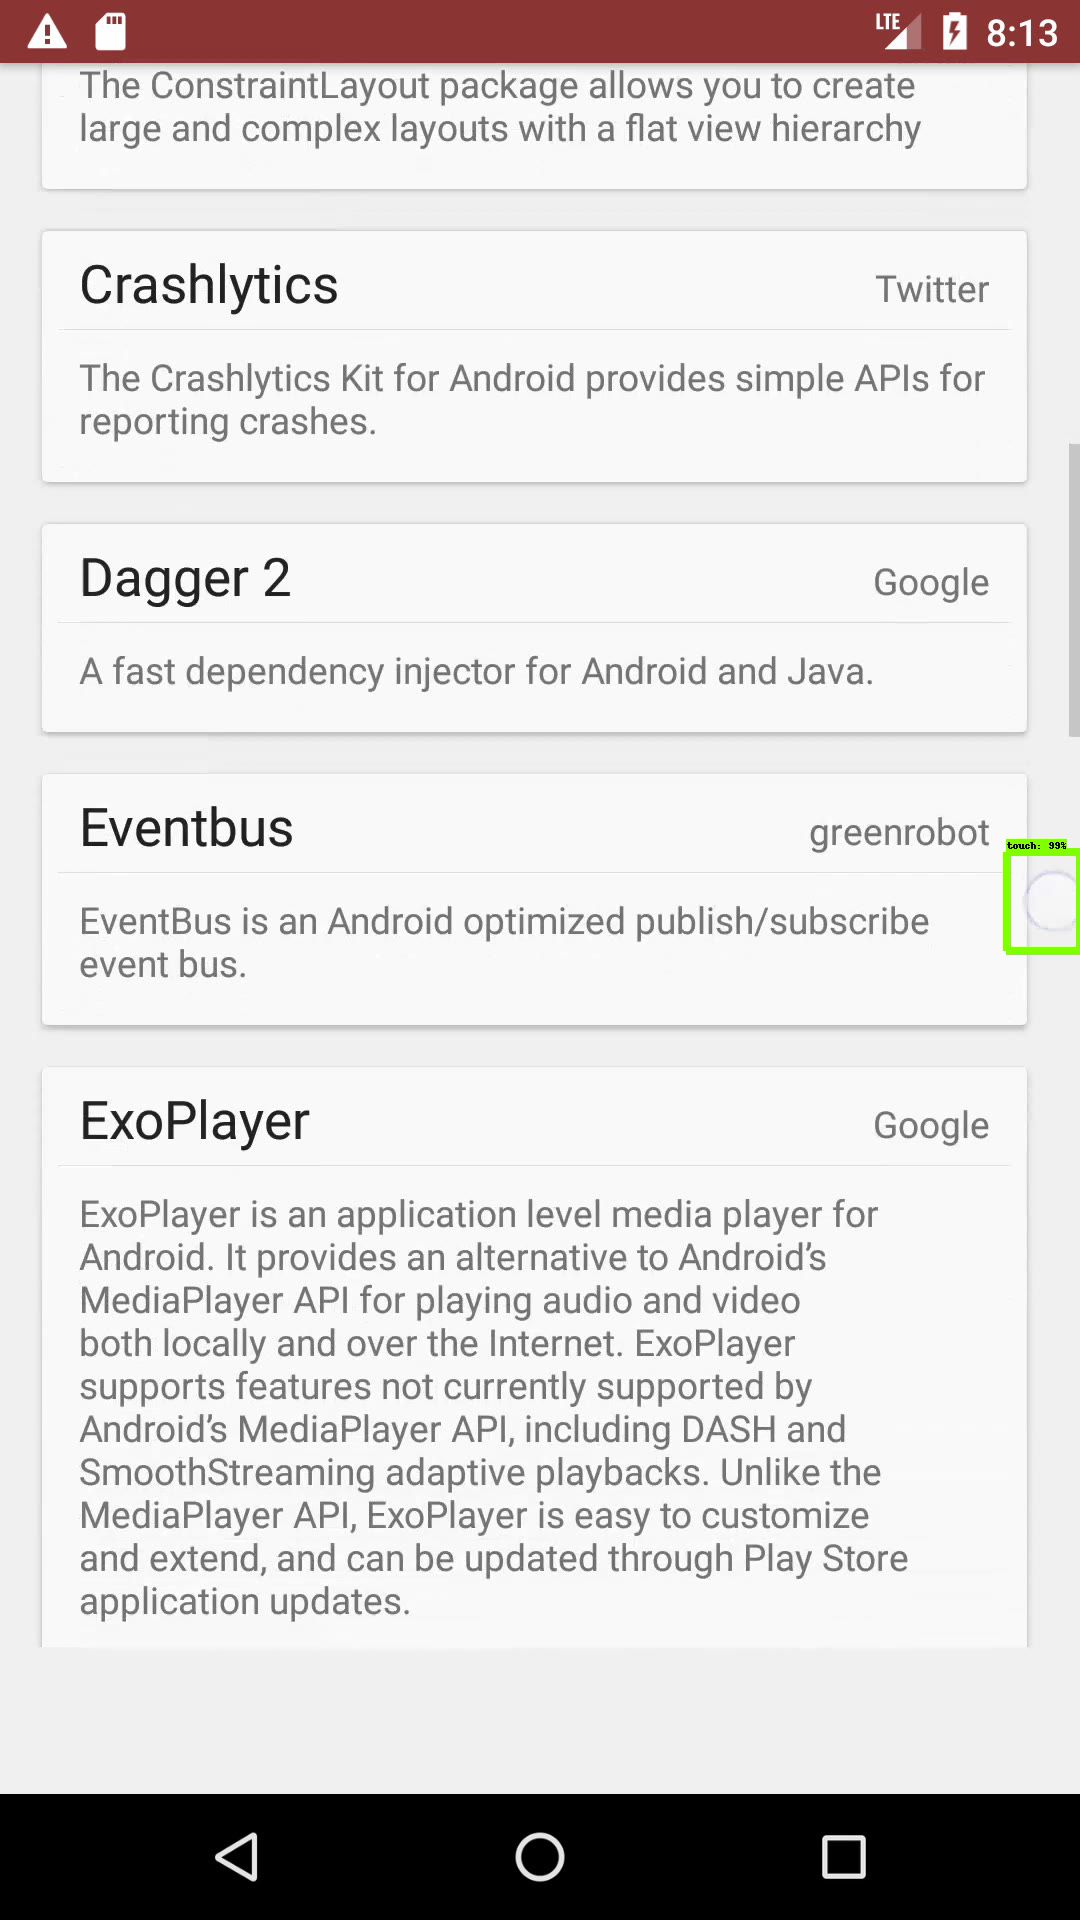 LTE 8:13
The ConstraintLayout package allows you to create
large and complex layouts with a flat view hierarchy
Crashlytics Twitter
The Crashlytics Kit for Android provides simple APIs for
reporting crashes.
Dagger 2 Google
A fast dependency injector for Android and Java.
Eventbus greenrobot
touch: 99%
EventBus is an Android optimized publish/subscribe
event bus.
ExoPlayer Google
ExoPlayer is an application level media player for
Android. It provides an alternative to Android’s
MediaPlayer API for playing audio and video
both locally and over the Internet. ExoPlayer
supports features not currently supported by
Android’s MediaPlayer API, including DASH and
SmoothStreaming adaptive playbacks. Unlike the
MediaPlayer API, ExoPlayer is easy to customize
and extend, and can be updated through Play Store
application updates.